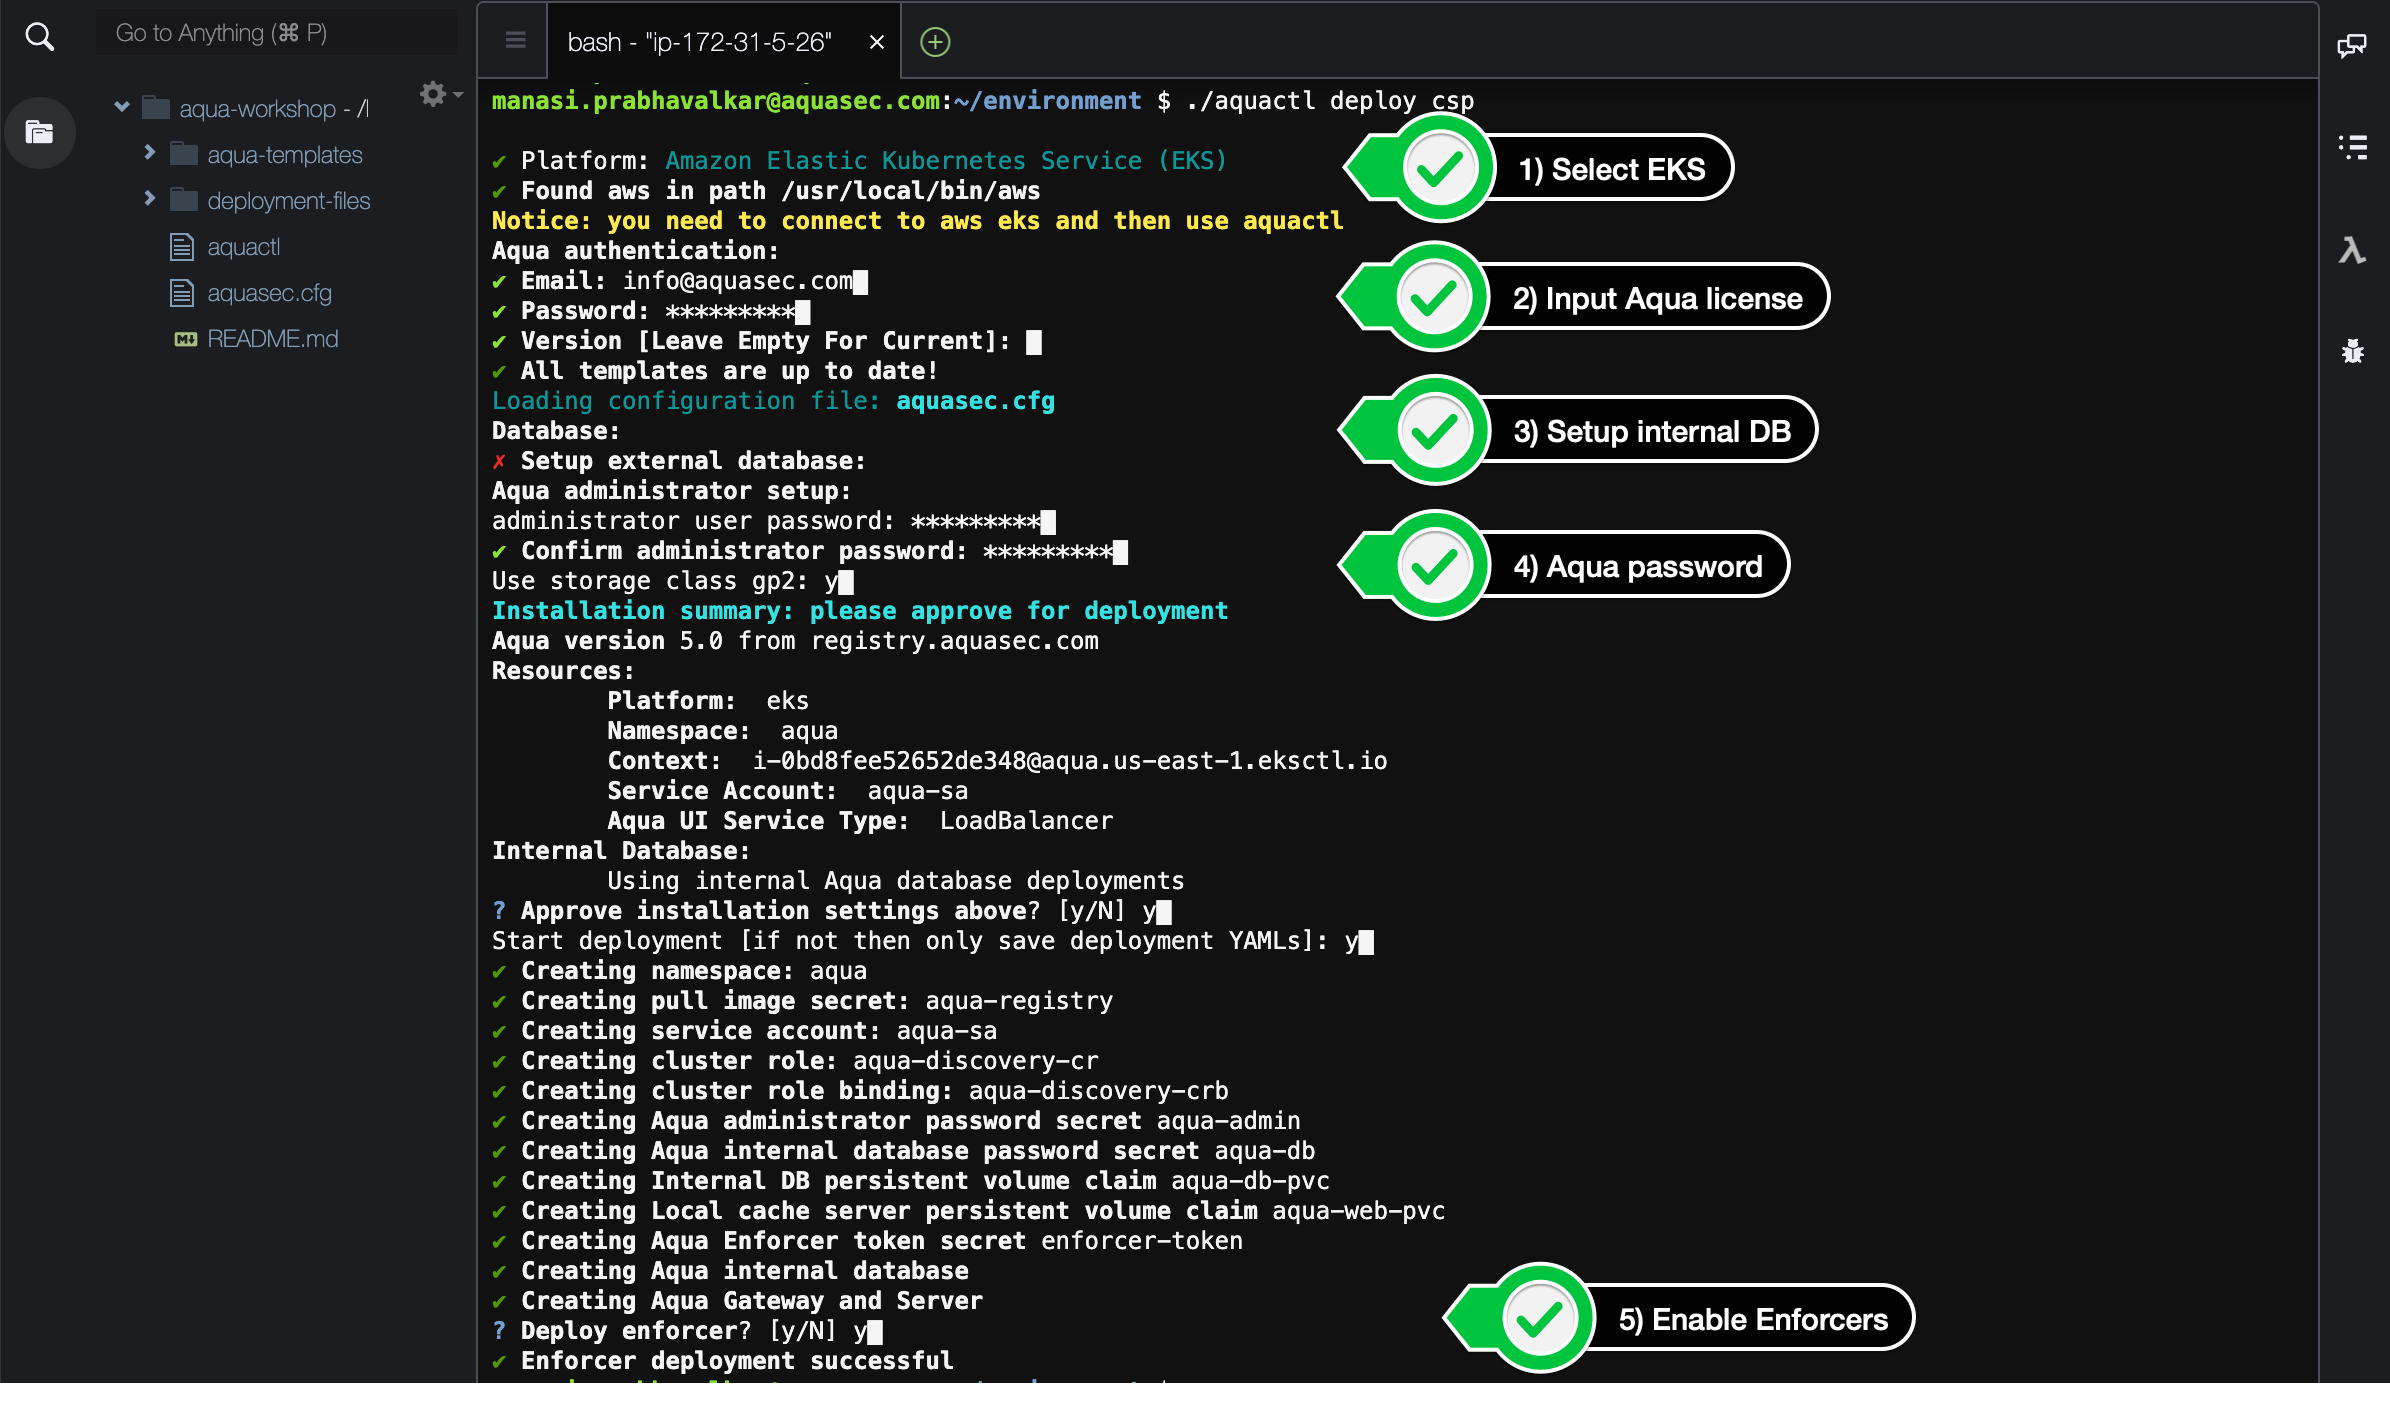 Go to Anything (⌘ P)
aqua-workshop - /
aqua-templates
deployment-files
aquactl
aquasec.cfg
README.md
bash - "ip-172-31-5-26"
manasi.prabhavalkar@aquasec.com:~/environment $ ./aquactl deploy csp
✔ Platform: Amazon Elastic Kubernetes Service (EKS)
✔ Found aws in path /usr/local/bin/aws
Notice: you need to connect to aws eks and then use aquactl
Aqua authentication:
✔ Email: info@aquasec.com
✔ Password: *********
✔ Version [Leave Empty For Current]:
✔ All templates are up to date!
Loading configuration file: aquasec.cfg
Database:
✗ Setup external database:
Aqua administrator setup:
administrator user password: *********
✔ Confirm administrator password: *********
Use storage class gp2: y
Installation summary: please approve for deployment
Aqua version 5.0 from registry.aquasec.com
Resources:
Platform: eks
Namespace: aqua
Context: i-0bd8fee52652de348@aqua.us-east-1.eksctl.io
Service Account: aqua-sa
Aqua UI Service Type: LoadBalancer
Internal Database:
Using internal Aqua database deployments
? Approve installation settings above? [y/N] y
Start deployment [if not then only save deployment YAMLs]: y
✔ Creating namespace: aqua
✔ Creating pull image secret: aqua-registry
✔ Creating service account: aqua-sa
✔ Creating cluster role: aqua-discovery-cr
✔ Creating cluster role binding: aqua-discovery-crb
✔ Creating Aqua administrator password secret aqua-admin
✔ Creating Aqua internal database password secret aqua-db
✔ Creating Internal DB persistent volume claim aqua-db-pvc
✔ Creating Local cache server persistent volume claim aqua-web-pvc
✔ Creating Aqua Enforcer token secret enforcer-token
✔ Creating Aqua internal database
✔ Creating Aqua Gateway and Server
? Deploy enforcer? [y/N] y
✔ Enforcer deployment successful
1) Select EKS
2) Input Aqua license
3) Setup internal DB
4) Aqua password
5) Enable Enforcers